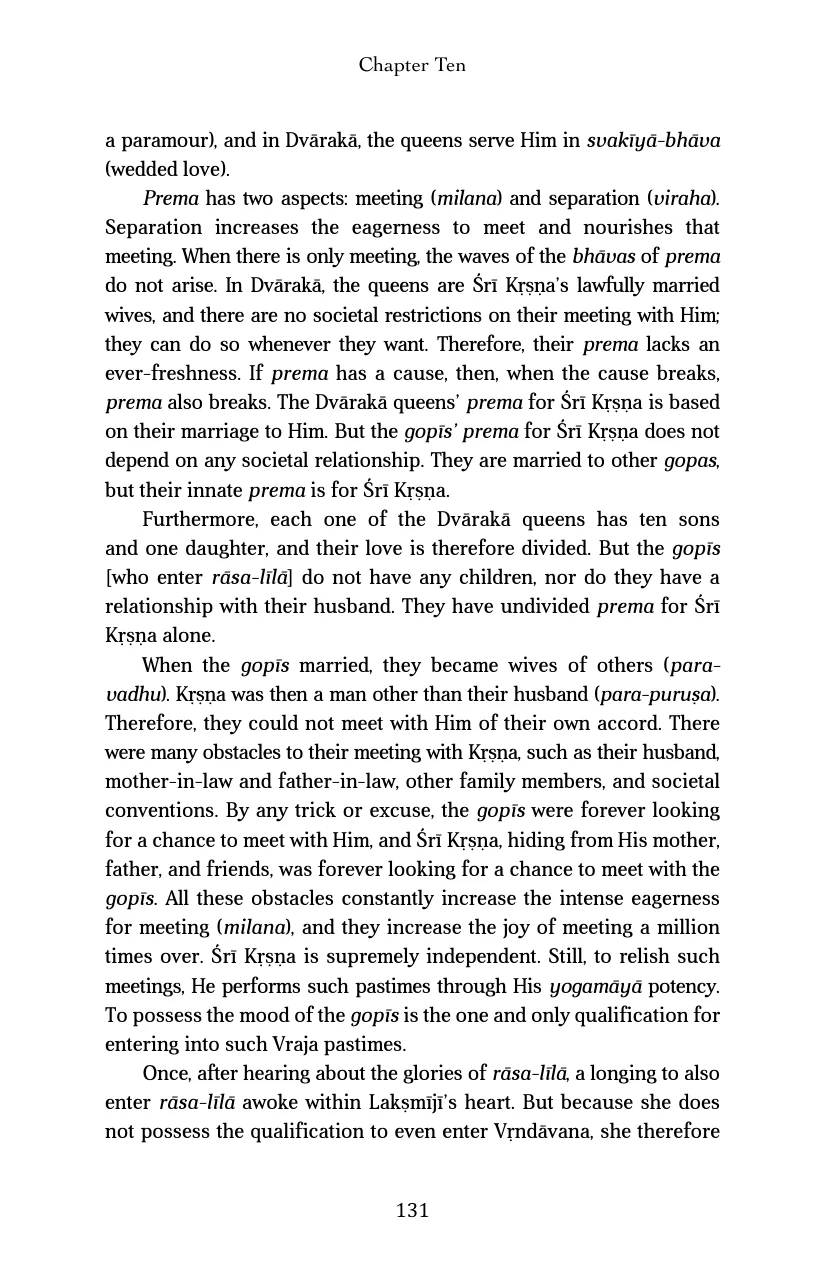 Chapter Ten
a paramour), and in Dvārakā, the queens serve Him in svakīyā-bhāva
(wedded love).
Prema has two aspects: meeting (milana) and separation (viraha).
Separation increases the eagerness to meet and nourishes that
meeting. When there is only meeting, the waves of the bhāvas of prema
do not arise. In Dvārakā, the queens are Śrī Kṛṣṇa’s lawfully married
wives, and there are no societal restrictions on their meeting with Him;
they can do so whenever they want. Therefore, their prema lacks an
ever-freshness. If prema has a cause, then, when the cause breaks,
prema also breaks. The Dvārakā queens’ prema for Śrī Kṛṣṇa is based
on their marriage to Him. But the gopīs’ prema for Śrī Kṛṣṇa does not
depend on any societal relationship. They are married to other gopas,
but their innate prema is for Śrī Kṛṣṇa.
Furthermore, each one of the Dvārakā queens has ten sons
and one daughter, and their love is therefore divided. But the gopīs
[who enter rāsa-līlā] do not have any children, nor do they have a
relationship with their husband. They have undivided prema for Śrī
Kṛṣṇa alone.
When the gopīs married, they became wives of others (para-
vadhu). Kṛṣṇa was then a man other than their husband (para-puruṣa).
Therefore, they could not meet with Him of their own accord. There
were many obstacles to their meeting with Kṛṣṇa, such as their husband,
mother-in-law and father-in-law, other family members, and societal
conventions. By any trick or excuse, the gopīs were forever looking
for a chance to meet with Him, and Śrī Kṛṣṇa, hiding from His mother,
father, and friends, was forever looking for a chance to meet with the
gopīs. All these obstacles constantly increase the intense eagerness
for meeting (milana), and they increase the joy of meeting a million
times over. Śrī Kṛṣṇa is supremely independent. Still, to relish such
meetings, He performs such pastimes through His yogamāyā potency.
To possess the mood of the gopīs is the one and only qualification for
entering into such Vraja pastimes.
Once, after hearing about the glories of rāsa-līlā, a longing to also
enter rāsa-līlā awoke within Lakṣmījī’s heart. But because she does
not possess the qualification to even enter Vṛndāvana, she therefore
131